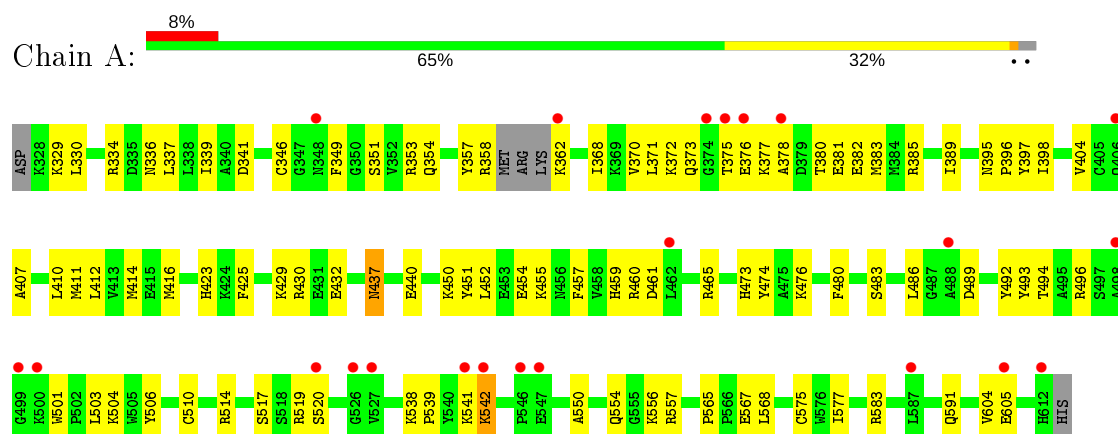 8%
Chain A:
65% 32% • •
ASP K328 K329 L330 R334 D335 N336 L337 L338 I339 A340 D341 C346 G347 N348 F349 G350 S351 V352 R353 Q354 Y357 R358 MET ARG LYS K362 I368 K369 V370 L371 K372 Q373 G374 T375 E376 K377 A378 D379 T380 E381 E382 M383 M384 R385 I389 N395 P396 Y397 I398 V404 C405 Q406
A407 L410 M411 L412 V413 M414 E415 M416 H423 K424 F425 K429 R430 E431 E432 N437 E440 K450 Y451 L452 E453 E454 K455 N456 F457 V458 H459 R460 D461 L462 R465 H473 Y474 A475 K476 F480 S483 L486 G487 A488 D489 Y492 Y493 T494 A495 R496 S497 A498
G499 K500 W501 P502 L503 K504 W505 Y506 C510 R514 S517 S518 R519 S520 G526 V527 K538 P539 Y540 K541 K542 P546 E547 A550 Q554 G555 K556 R557 P565 P566 E567 L568 C575 W576 I577 R583 L587 Q591 V604 E605 H612 HIS